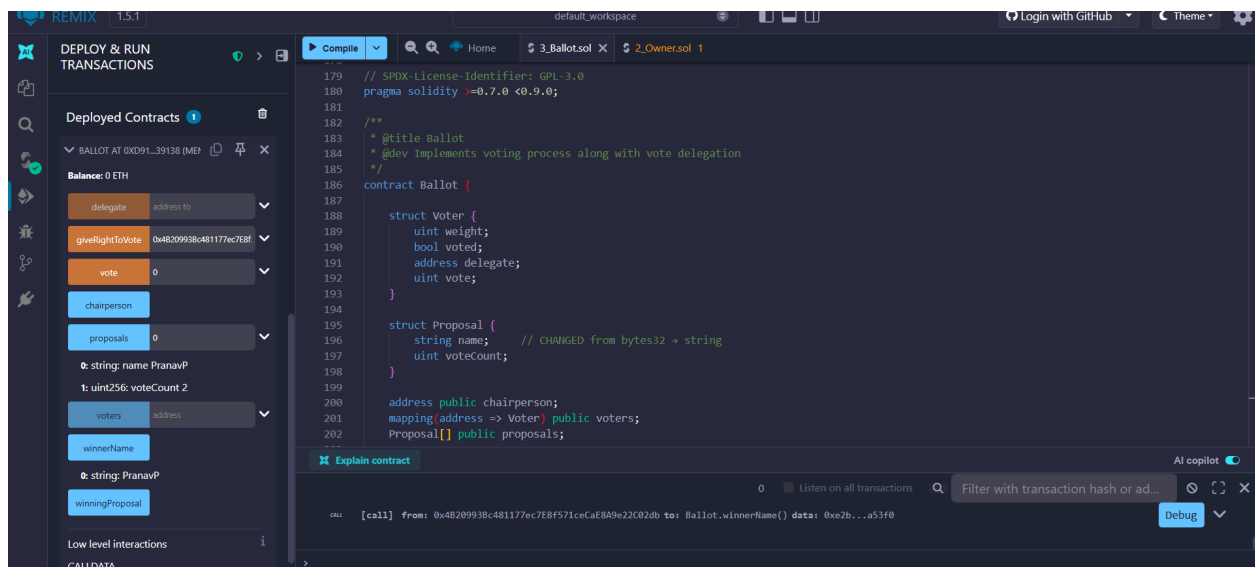 REMIX 1.5.1
default_workspace
Login with GitHub
Theme
AI
DEPLOY & RUN
TRANSACTIONS
Deployed Contracts 1
BALLOT AT 0XD91...39138 (MEM
Balance: 0 ETH
delegate address to
giveRightToVote 0x4B20993Bc481177ec7E8f
vote 0
chairperson
proposals 0
0: string: name PranavP
1: uint256: voteCount 2
voters address
winnerName
0: string: PranavP
winningProposal
Low level interactions i
CALLDATA
Compile
Home
3_Ballot.sol
2_Owner.sol 1
179 // SPDX-License-Identifier: GPL-3.0
180 pragma solidity >=0.7.0 <0.9.0;
181
182 /**
183 * @title Ballot
184 * @dev Implements voting process along with vote delegation
185 */
186 contract Ballot {
187
188 struct Voter {
189 uint weight;
190 bool voted;
191 address delegate;
192 uint vote;
193 }
194
195 struct Proposal {
196 string name; // CHANGED from bytes32 → string
197 uint voteCount;
198 }
199
200 address public chairperson;
201 mapping(address => Voter) public voters;
202 Proposal[] public proposals;
Explain contract
AI copilot
0 Listen on all transactions Filter with transaction hash or ad...
CALL [call] from: 0x4B20993Bc481177ec7E8f571ceCaE8A9e22C02db to: Ballot.winnerName() data: 0xe2b...a53f0
Debug
>